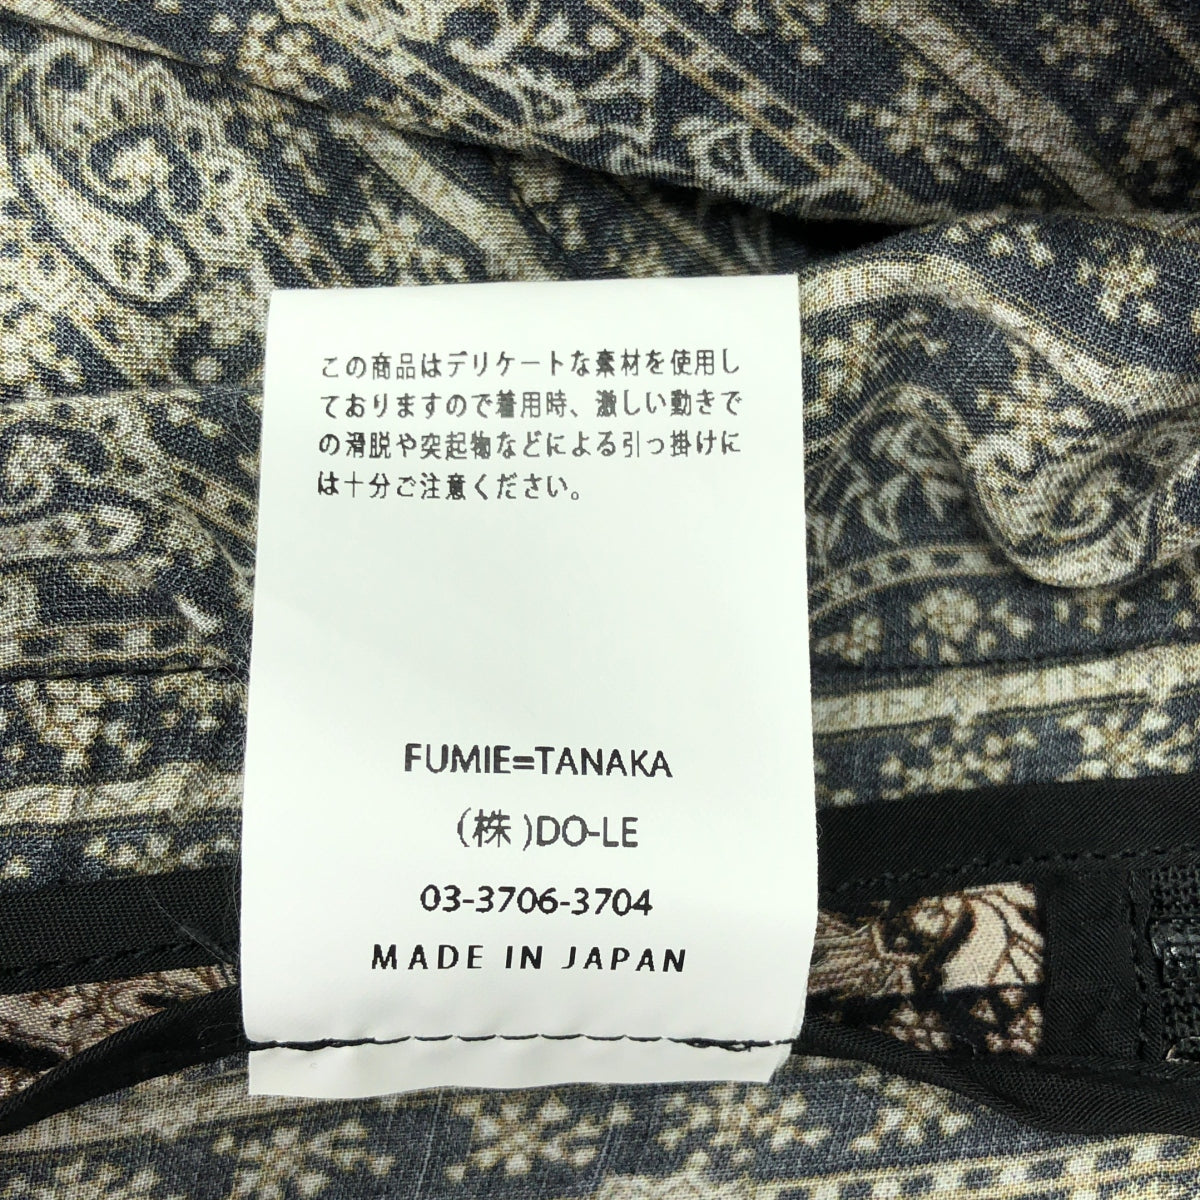 この商品はデリケートな素材を使用し
ておりますので着用時、激しい動きで
の滑脱や突起物などによる引っ掛けに
は十分ご注意ください。
FUMIE=TANAKA
(株)DO-LE
03-3706-3704
MADE IN JAPAN